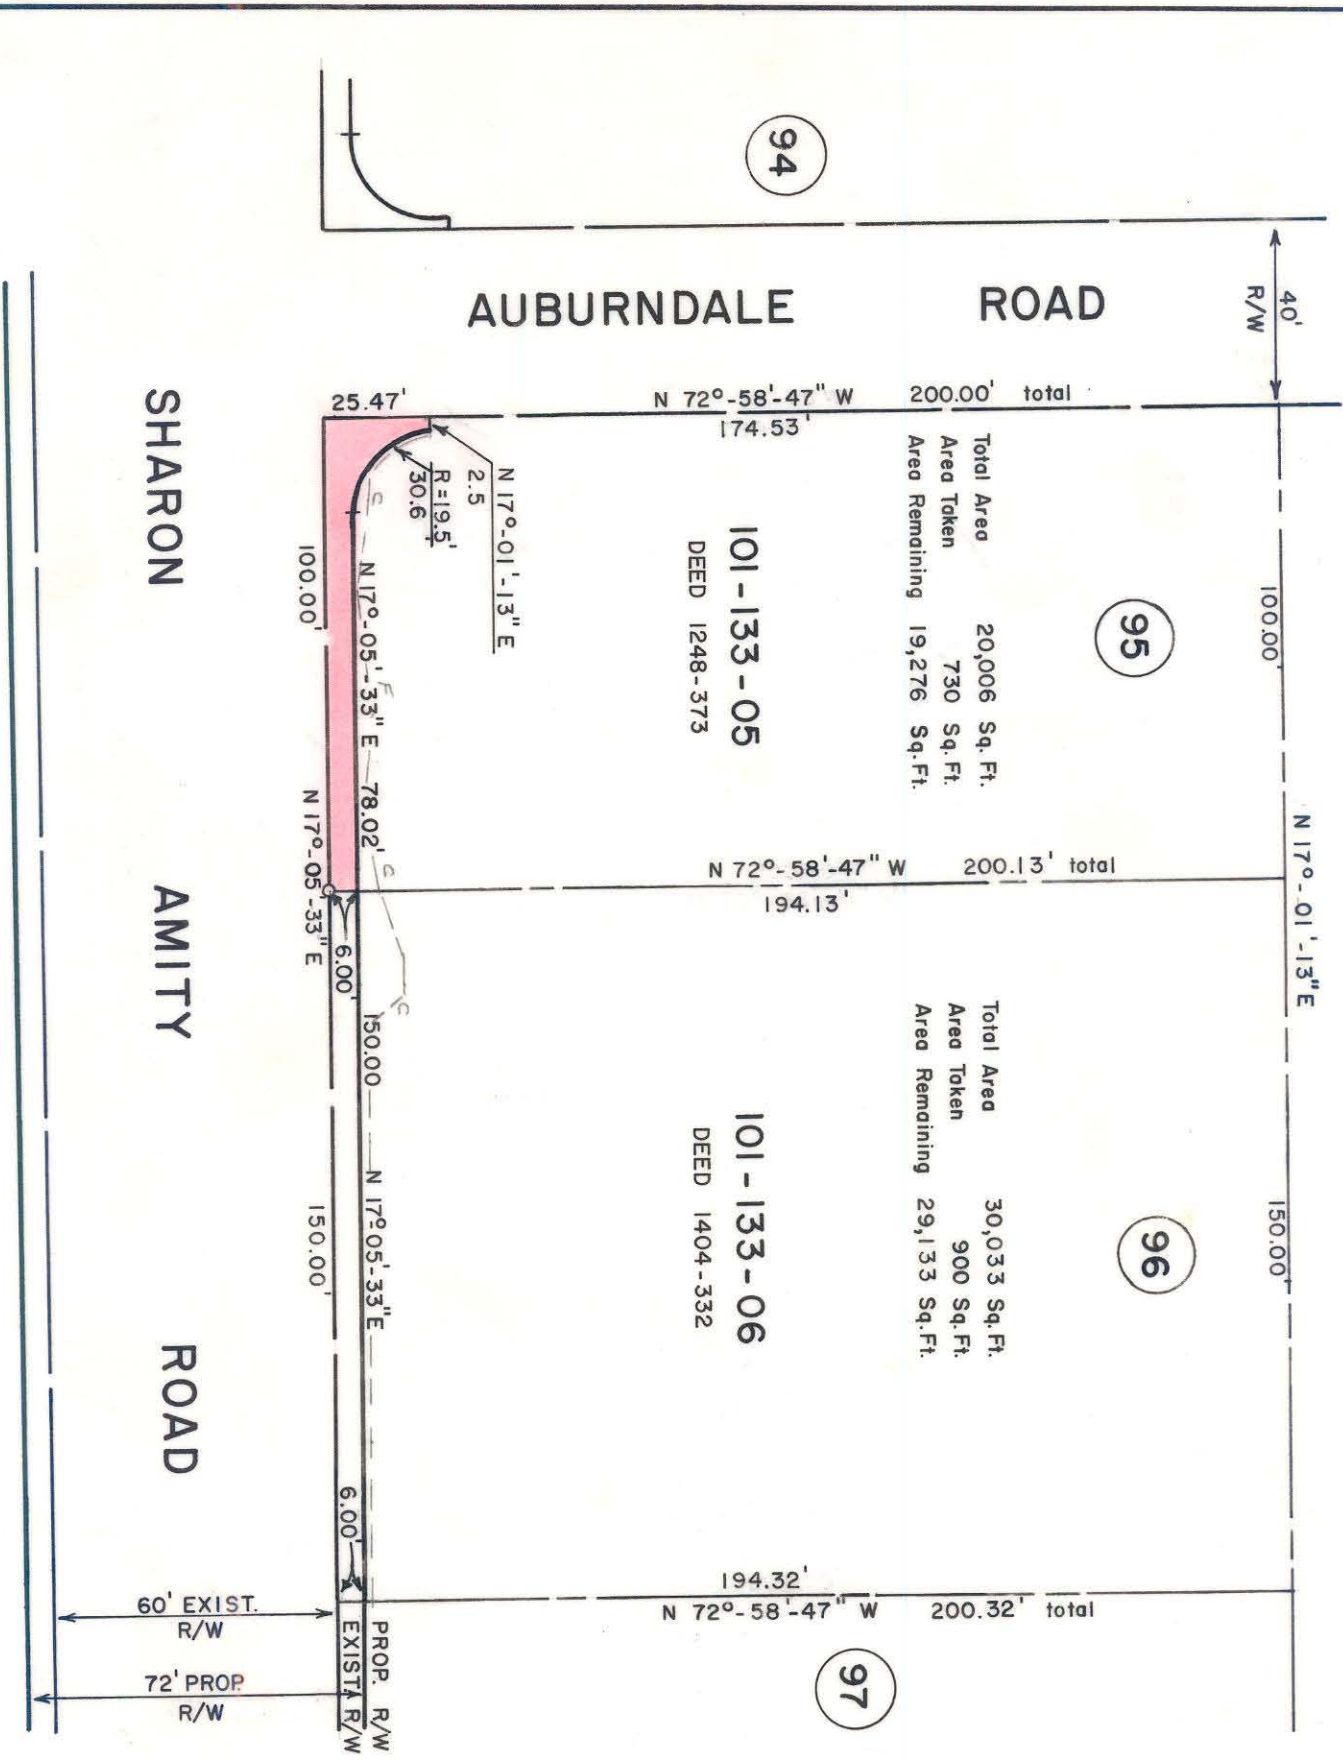 94
40'
R/W
AUBURNDALE ROAD
SHARON AMITY ROAD
25.47'
N 72°-58'-47" W 200.00' total
174.53'
N 17°-01'-13" E
2.5
R=19.5'
30.6
Total Area 20,006 Sq. Ft.
Area Taken 730 Sq. Ft.
Area Remaining 19,276 Sq. Ft.
95
101-133-05
DEED 1248-373
100.00'
N 17°-01'-13" E
100.00'
N 17°-05'-33" E 78.02'
C
F
C
C
N 17°-05'-33" E
N 72°-58'-47" W 200.13' total
194.13'
6.00'
150.00 N 17°05'-33" E
150.00'
Total Area 30,033 Sq. Ft.
Area Taken 900 Sq. Ft.
Area Remaining 29,133 Sq. Ft.
96
101-133-06
DEED 1404-332
150.00'
6.00'
194.32'
N 72°-58'-47" W 200.32' total
97
60' EXIST.
R/W
72' PROP.
R/W
PROP. R/W
EXIST. R/W